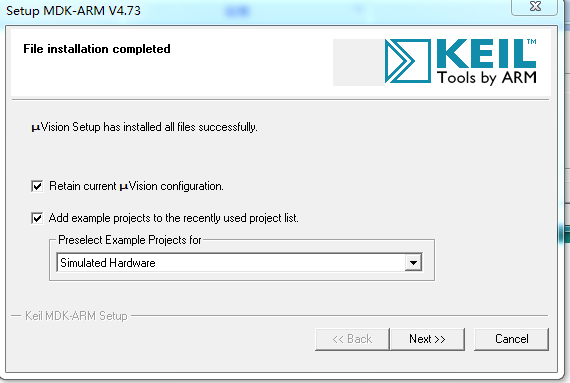 Setup MDK-ARM V4.73
File installation completed
KEIL™
Tools by ARM
µVision Setup has installed all files successfully.
Retain current µVision configuration.
Add example projects to the recently used project list.
Preselect Example Projects for
Simulated Hardware
Keil MDK-ARM Setup
<< Back
Next >>
Cancel